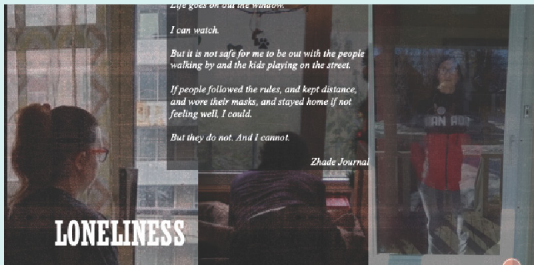 Life goes on out the window.
I can watch.
But it is not safe for me to be out with the people
walking by and the kids playing on the street.
If people followed the rules, and kept distance,
and wore their masks, and stayed home if not
feeling well, I could.
But they do not. And I cannot.
Zhade Journal
LONELINESS